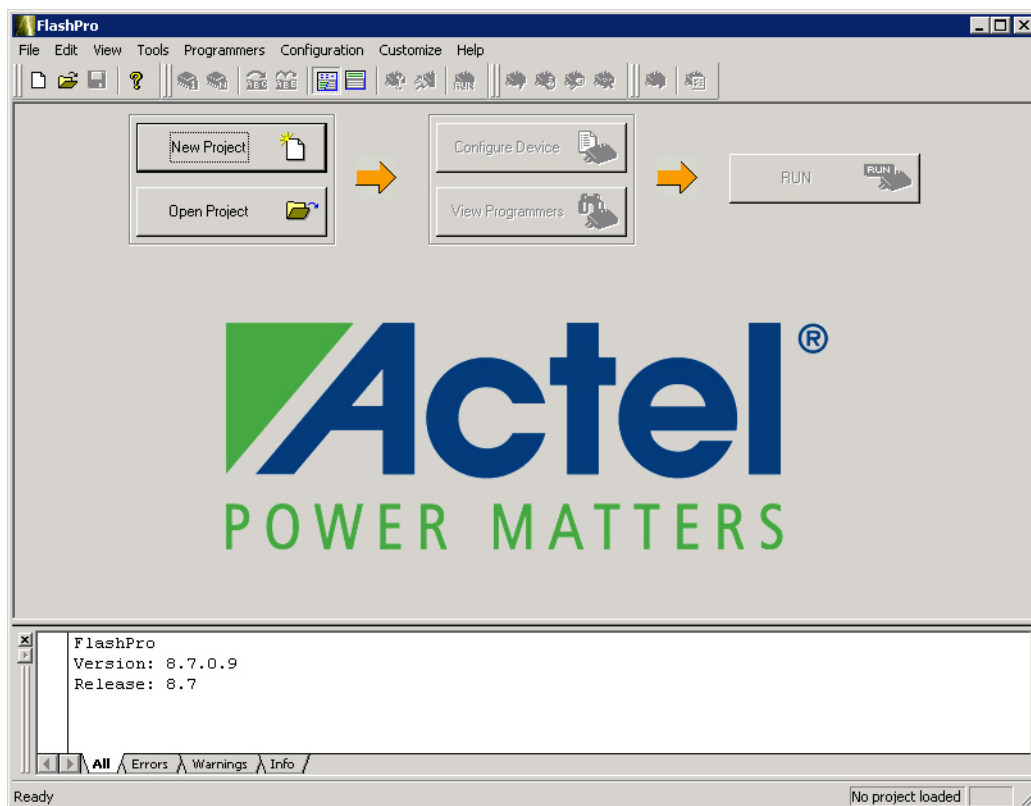 FlashPro
File Edit View Tools Programmers Configuration Customize Help
New Project
Configure Device
Open Project
View Programmers
RUN
RUN
Actel®
POWER MATTERS
FlashPro
Version: 8.7.0.9
Release: 8.7
All Errors Warnings Info
Ready No project loaded